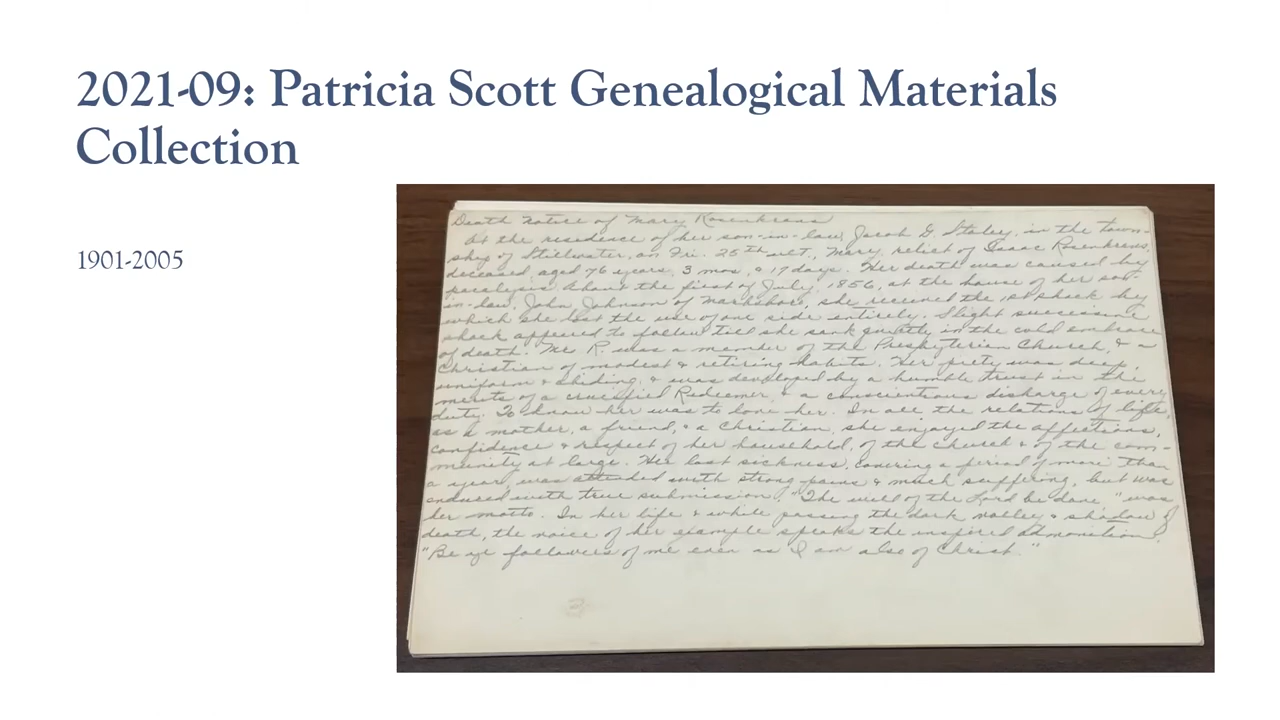 2021-09: Patricia Scott Genealogical Materials
Collection
1901-2005
Death notice of Mary Rosenkrans
At the residence of her son-in-law, Jacob G. Staley, in the town-
ship of Stillwater, on Fri. 25th ult., Mary, relict of Isaac Rosenkrans,
deceased, aged 76 years, 3 mos., & 17 days. Her death was caused by
paralysis. About the first of July, 1856, at the house of her son-
in-law, John Johnson of Marksboro, she received the 1st shock by
which she lost the use of one side entirely. Slight successive
shock appeared to follow till she sank quietly in the cold embrace
of death. Mrs R. was a member of the Presbyterian Church, & a
Christian of modest & retiring habits. Her piety was deep,
uniform & abiding, & was developed by a humble trust in the
merits of a crucified Redeemer, & a conscientious discharge of every
duty. To know her was to love her. In all the relations of life,
as a mother, a friend, & a Christian, she enjoyed the affections,
confidence & respect of her household, of the church & of the com-
munity at large. Her last sickness, covering a period of more than
a year, was attended with strong pains & much suffering, but was
endured with true submission. "The will of the Lord be done," was
her motto. In her life & while passing the dark valley & shadow of
death, the voice of her example speaks the inspired admonition,
"Be ye followers of me even as I am also of Christ."